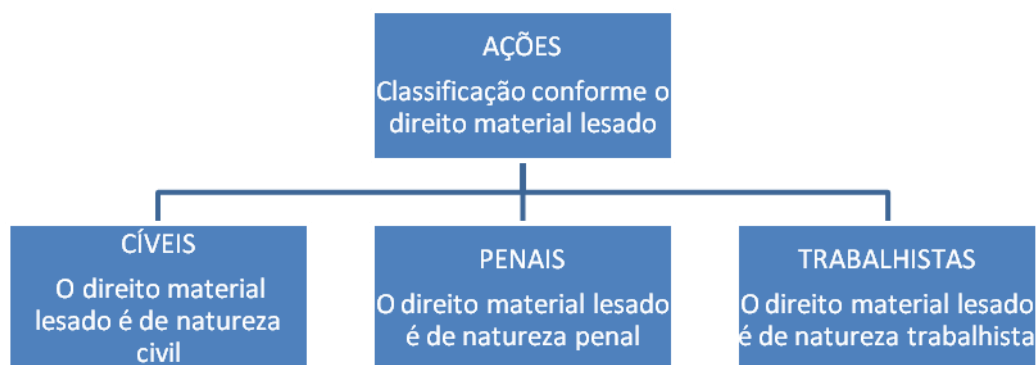 AÇÕES
Classificação conforme o
direito material lesado
CÍVEIS
O direito material
lesado é de natureza
civil
PENAIS
O direito material lesado
é de natureza penal
TRABALHISTAS
O direito material lesado
é de natureza trabalhista